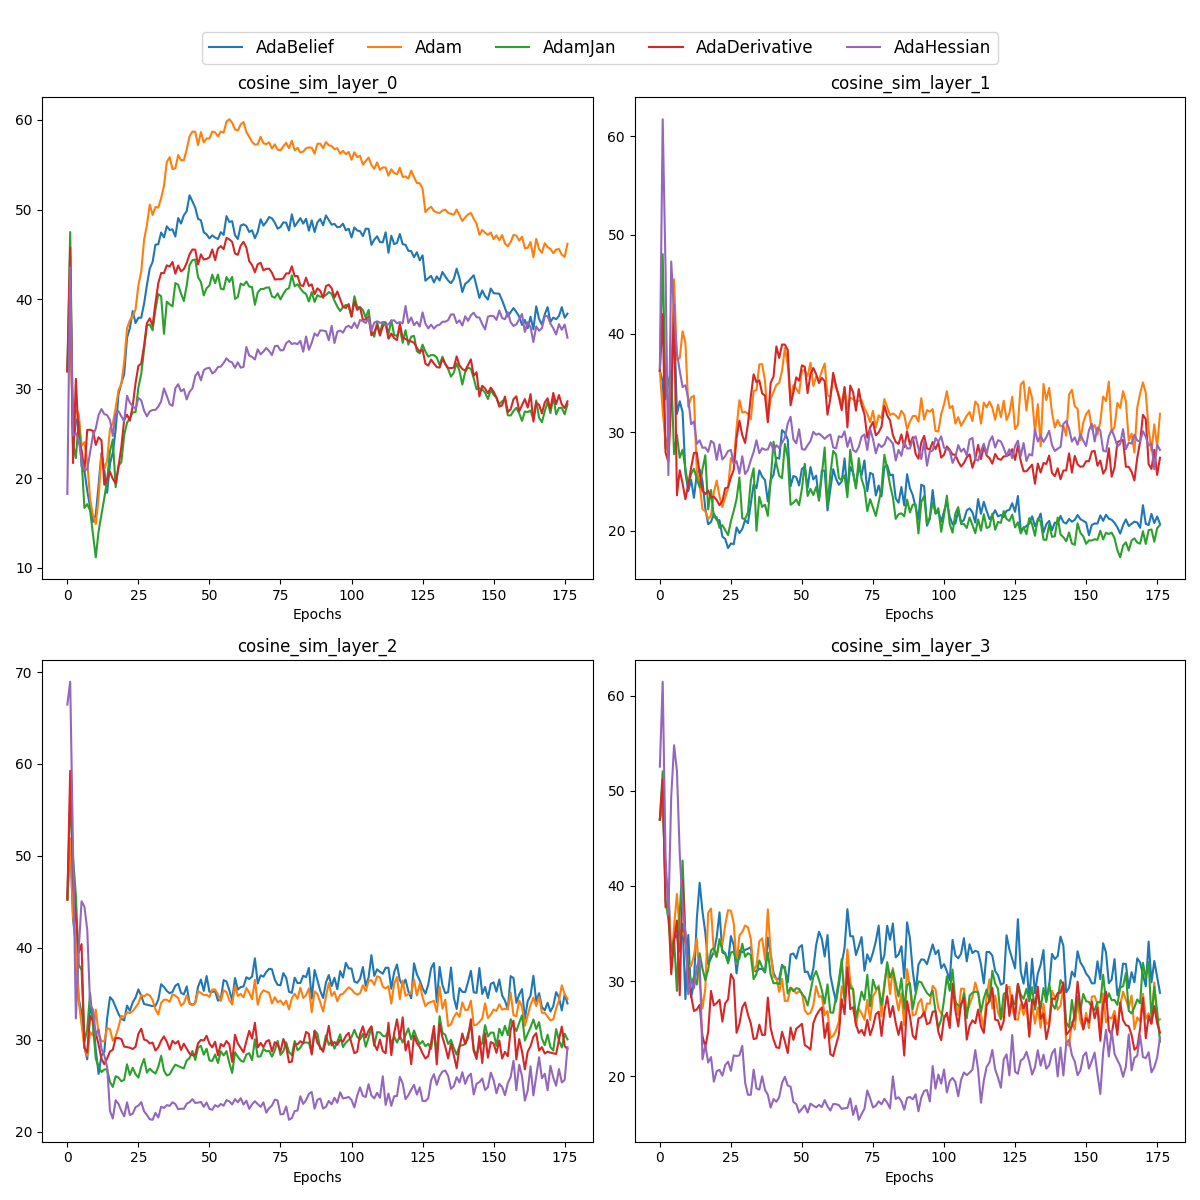 AdaBelief Adam AdamJan AdaDerivative AdaHessian
cosine_sim_layer_0
60
50
40
30
20
10
0 25 50 75 100 125 150 175
Epochs
cosine_sim_layer_1
60
50
40
30
20
0 25 50 75 100 125 150 175
Epochs
cosine_sim_layer_2
70
60
50
40
30
20
0 25 50 75 100 125 150 175
Epochs
cosine_sim_layer_3
60
50
40
30
20
0 25 50 75 100 125 150 175
Epochs